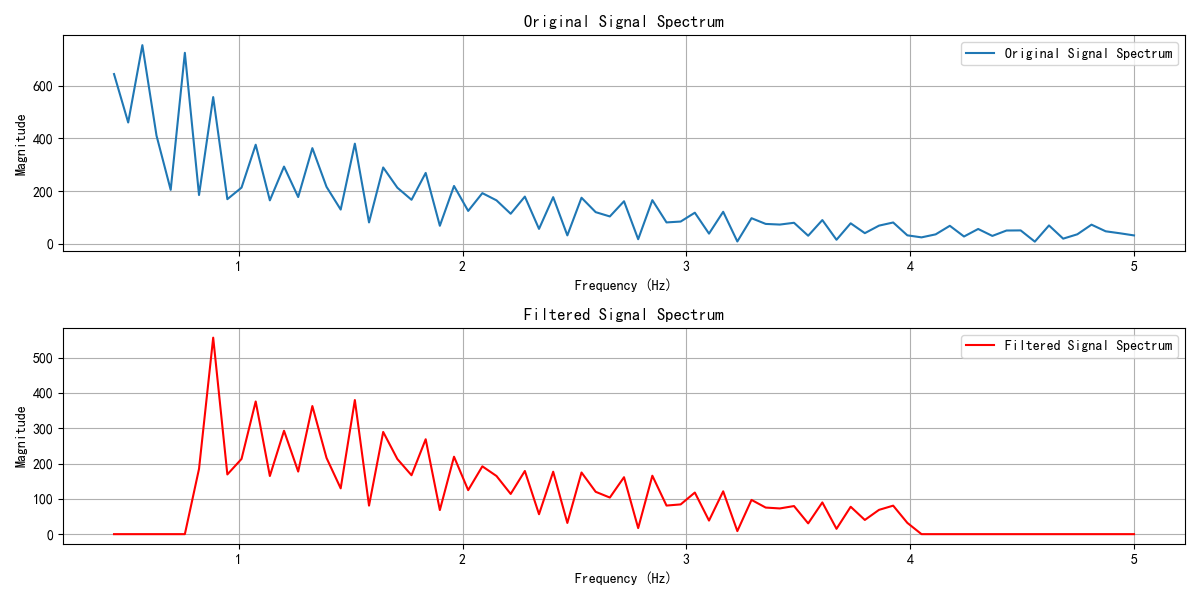 Original Signal Spectrum
Original Signal Spectrum
600
400
200
0
Magnitude
1 2 3 4 5
Frequency (Hz)
Filtered Signal Spectrum
Filtered Signal Spectrum
500
400
300
200
100
0
Magnitude
1 2 3 4 5
Frequency (Hz)